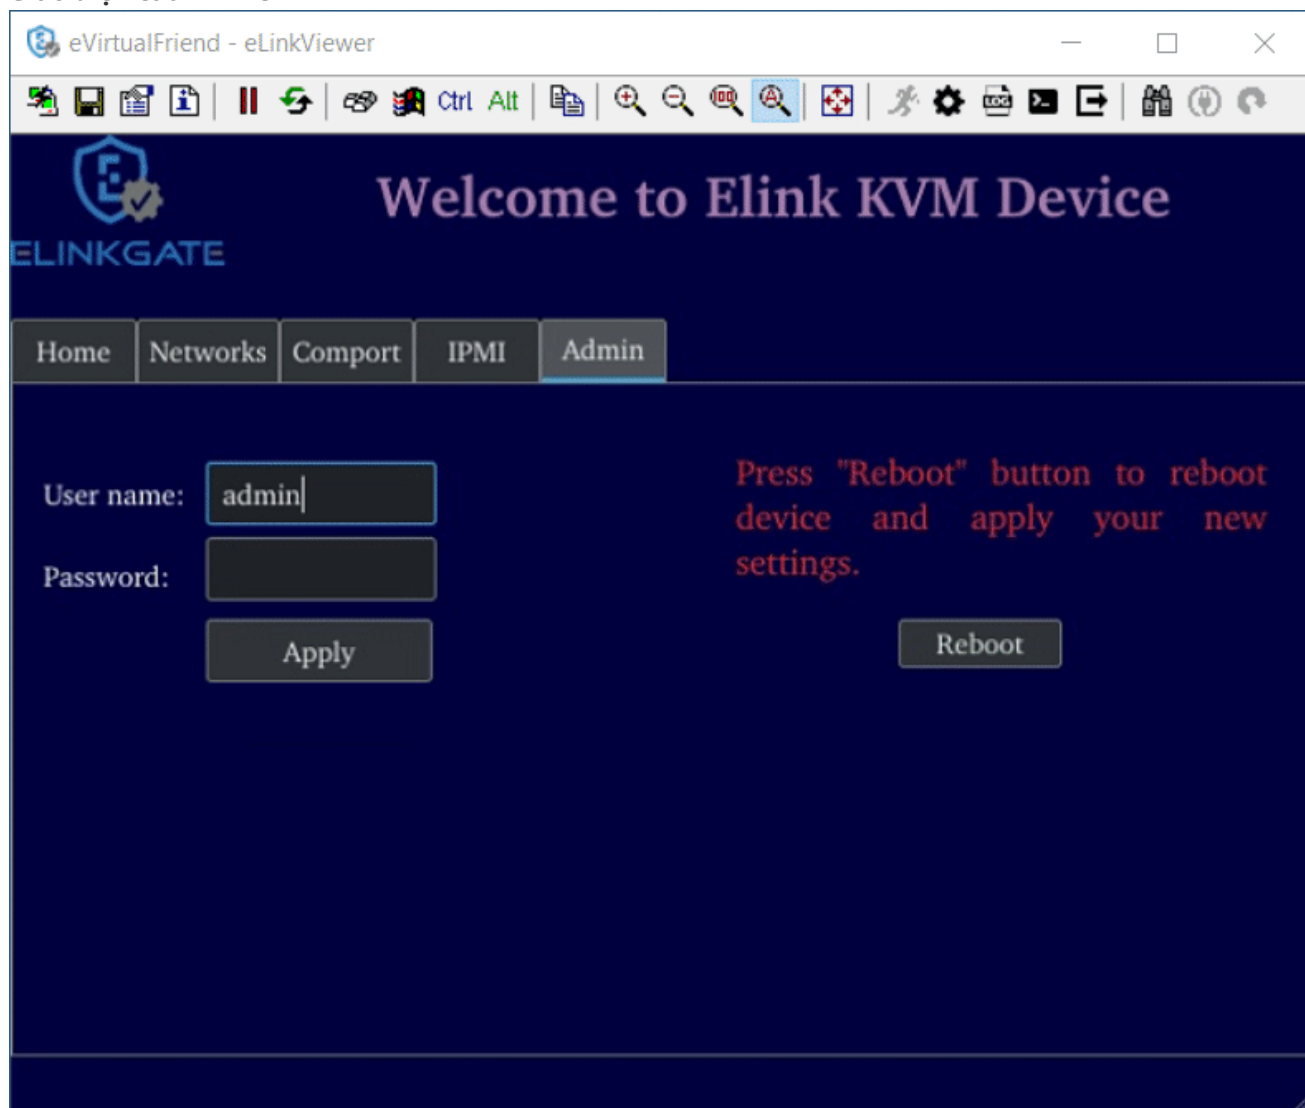 eVirtualFriend - eLinkViewer
Ctrl Alt
Welcome to Elink KVM Device
ELINKGATE
Home Networks Comport IPMI Admin
User name: admin
Password:
Apply
Press "Reboot" button to reboot
device and apply your new
settings.
Reboot